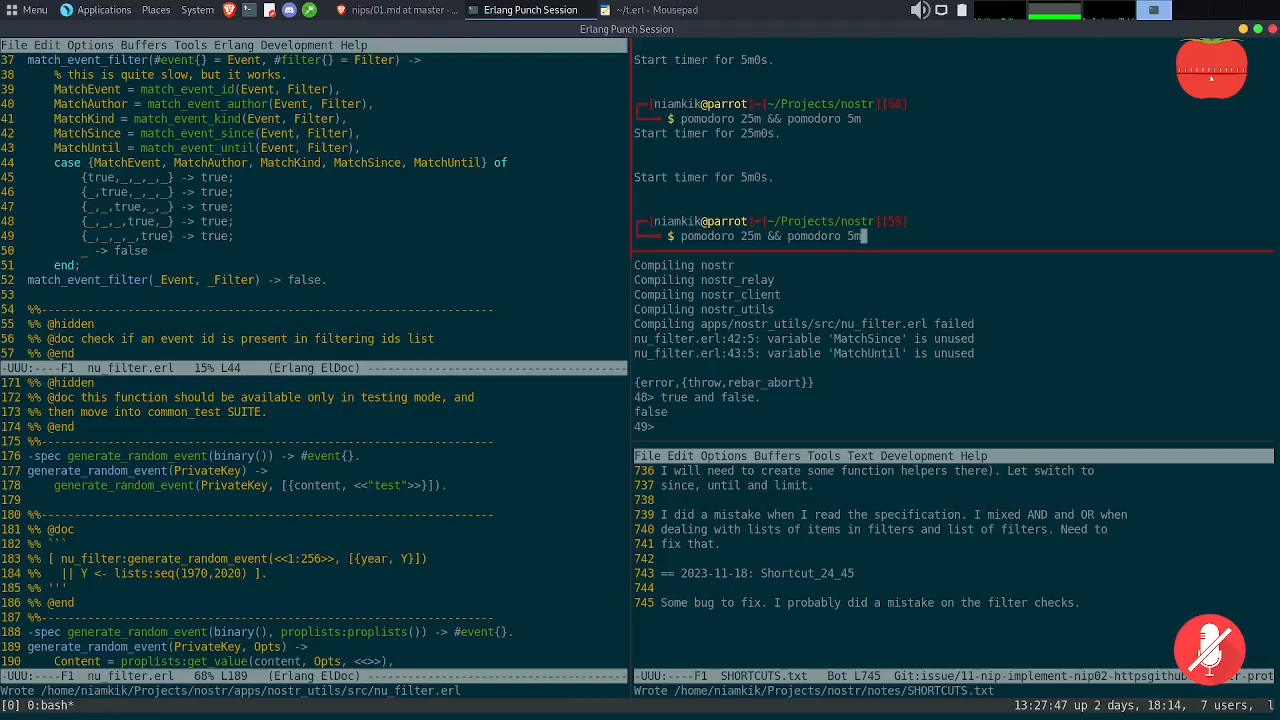 Menu Applications Places System nips/01.md at master - ... Erlang Punch Session ~/t.erl - Mousepad
Erlang Punch Session
File Edit Options Buffers Tools Erlang Development Help
37 match_event_filter(#event{} = Event, #filter{} = Filter) ->
38     % this is quite slow, but it works.
39     MatchEvent = match_event_id(Event, Filter),
40     MatchAuthor = match_event_author(Event, Filter),
41     MatchKind = match_event_kind(Event, Filter),
42     MatchSince = match_event_since(Event, Filter),
43     MatchUntil = match_event_until(Event, Filter),
44     case {MatchEvent, MatchAuthor, MatchKind, MatchSince, MatchUntil} of
45         {true,_,_,_,_} -> true;
46         {_,true,_,_,_} -> true;
47         {_,_,true,_,_} -> true;
48         {_,_,_,true,_} -> true;
49         {_,_,_,_,true} -> true;
50         _ -> false
51     end;
52 match_event_filter(_Event, _Filter) -> false.
53
54 %%--------------------------------------------------------------------
55 %% @hidden
56 %% @doc check if an event id is present in filtering ids list
57 %% @end
-UUU:----F1  nu_filter.erl   15% L44    (Erlang ElDoc) ---------------------------------------
171 %% @hidden
172 %% @doc this function should be available only in testing mode, and
173 %% then move into common_test SUITE.
174 %% @end
175 %%--------------------------------------------------------------------
176 -spec generate_random_event(binary()) -> #event{}.
177 generate_random_event(PrivateKey) ->
178     generate_random_event(PrivateKey, [{content, <<"test">>}]).
179
180 %%--------------------------------------------------------------------
181 %% @doc
182 %% ```
183 %% [ nu_filter:generate_random_event(<<1:256>>, [{year, Y}])
184 %%   || Y <- lists:seq(1970,2020) ].
185 %% '''
186 %% @end
187 %%--------------------------------------------------------------------
188 -spec generate_random_event(binary(), proplists:proplists()) -> #event{}.
189 generate_random_event(PrivateKey, Opts) ->
190     Content = proplists:get_value(content, Opts, <<>>),
-UUU:----F1  nu_filter.erl   68% L189   (Erlang ElDoc) ---------------------------------------
Wrote /home/niamkik/Projects/nostr/apps/nostr_utils/src/nu_filter.erl
Start timer for 5m0s.
[niamkik@parrot]─[~/Projects/nostr][58]
$ pomodoro 25m && pomodoro 5m
Start timer for 25m0s.
Start timer for 5m0s.
[niamkik@parrot]─[~/Projects/nostr][59]
$ pomodoro 25m && pomodoro 5m
Compiling nostr
Compiling nostr_relay
Compiling nostr_client
Compiling nostr_utils
Compiling apps/nostr_utils/src/nu_filter.erl failed
nu_filter.erl:42:5: variable 'MatchSince' is unused
nu_filter.erl:43:5: variable 'MatchUntil' is unused
{error,{throw,rebar_abort}}
48> true and false.
false
49>
File Edit Options Buffers Tools Text Development Help
736 I will need to create some function helpers there). Let switch to
737 since, until and limit.
738
739 I did a mistake when I read the specification. I mixed AND and OR when
740 dealing with lists of items in filters and list of filters. Need to
741 fix that.
742
743 == 2023-11-18: Shortcut_24_45
744
745 Some bug to fix. I probably did a mistake on the filter checks.
-UUU:----F1  SHORTCUTS.txt   Bot L745   Git:issue/11-nip-implement-nip02-httpsgithub
Wrote /home/niamkik/Projects/nostr/notes/SHORTCUTS.txt
[0] 0:bash* 13:27:47 up 2 days, 18:14, 7 users, l